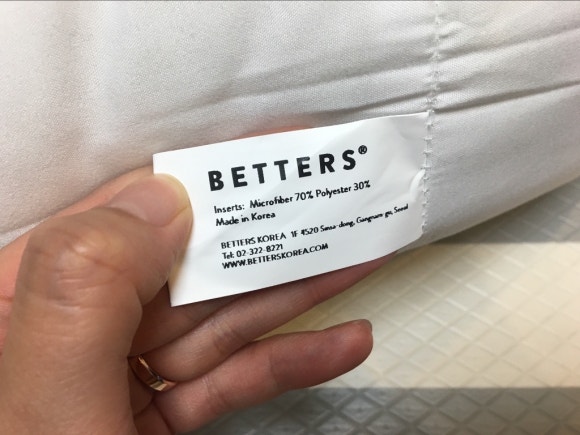 BETTERS®
Inserts: Microfiber 70% Polyester 30%
Made in Korea
BETTERS KOREA 1F 4520 Sinsa-dong, Gangnam-gu, Seoul
Tel: 02-322-8221
WWW.BETTERSKOREA.COM